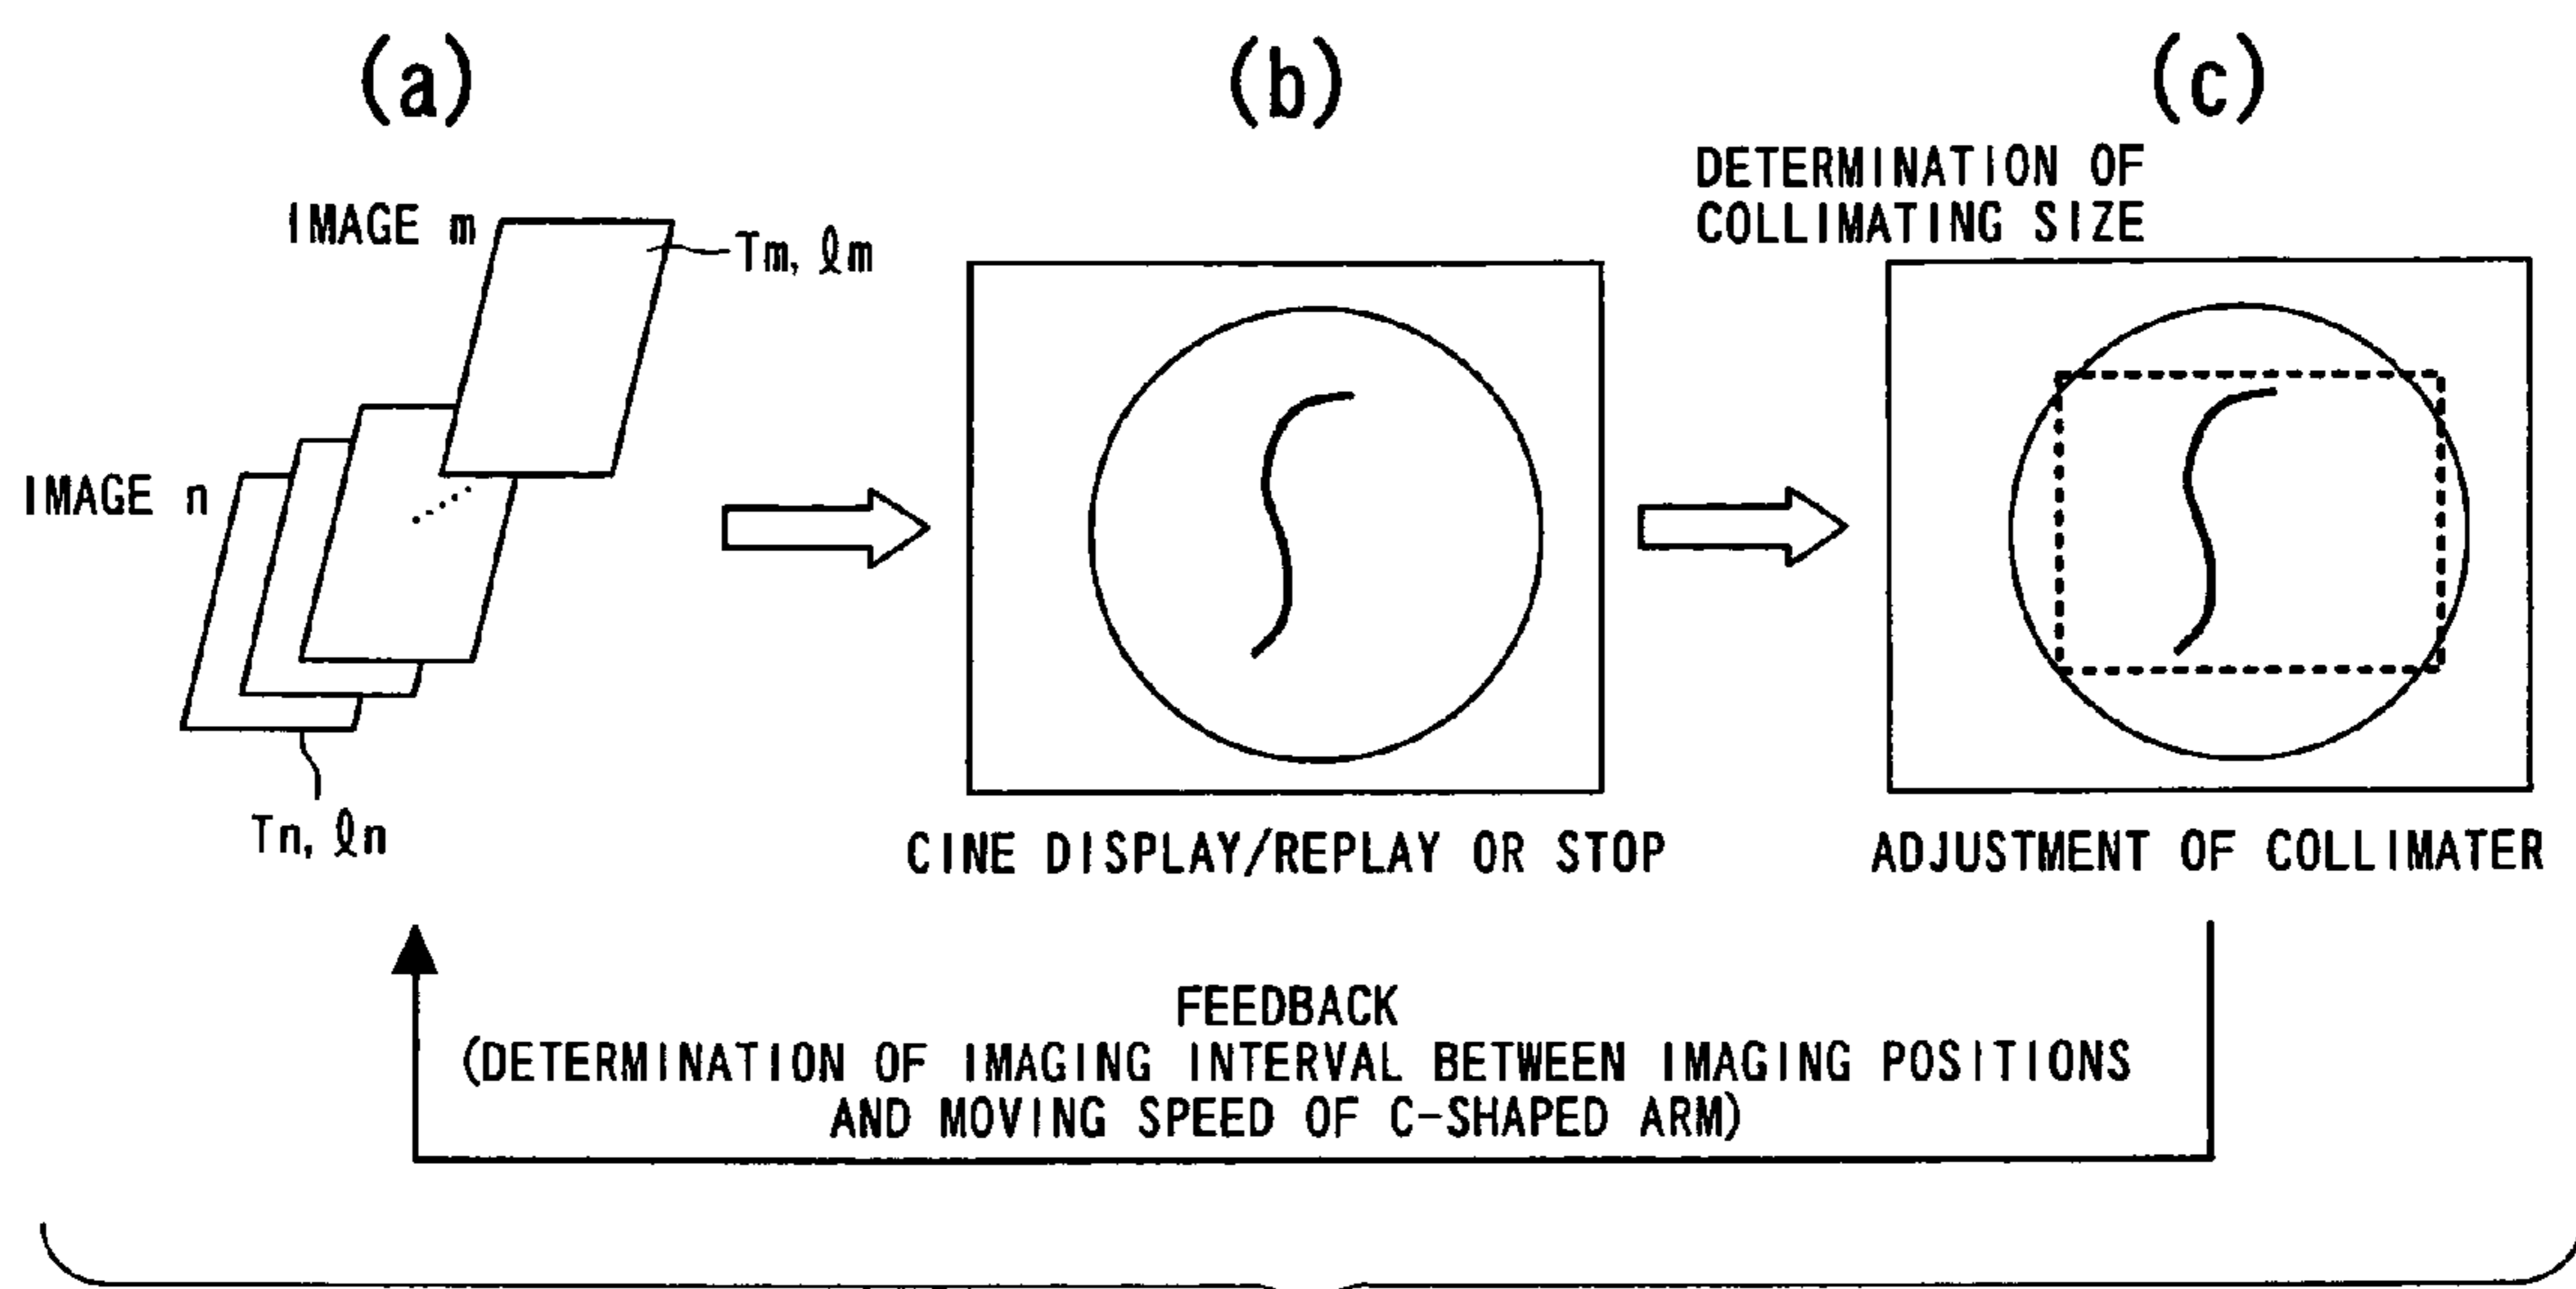 (a)
(b)
(c)
IMAGE m
Tm, ℓm
IMAGE n
Tn, ℓn
CINE DISPLAY/REPLAY OR STOP
DETERMINATION OF
COLLIMATING SIZE
ADJUSTMENT OF COLLIMATER
FEEDBACK
(DETERMINATION OF IMAGING INTERVAL BETWEEN IMAGING POSITIONS
AND MOVING SPEED OF C-SHAPED ARM)